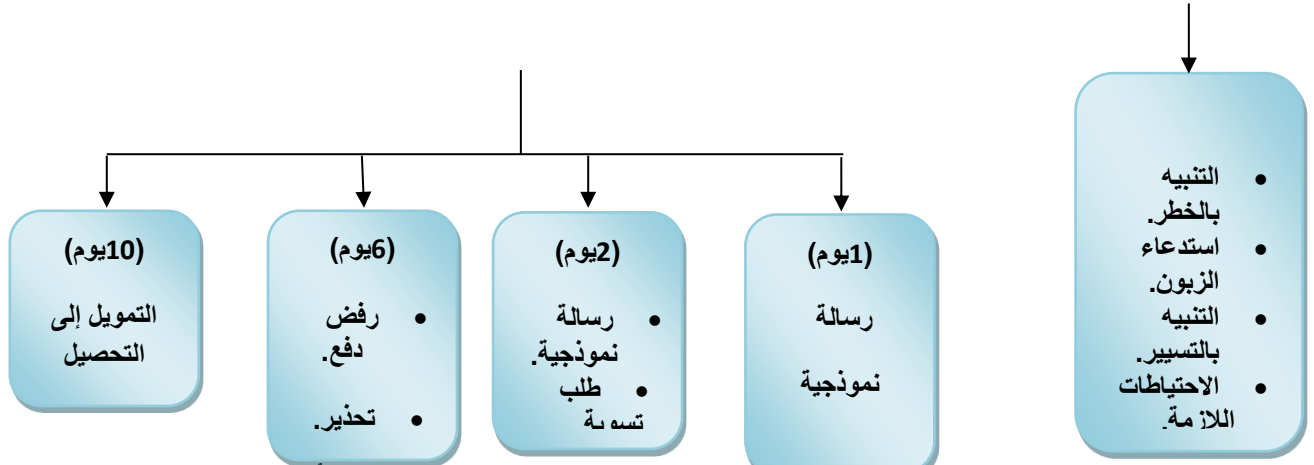 • التنبيه
بالخطر.
• استدعاء
الزبون.
• التنبيه
بالتسيير.
• الاحتياطات
اللازمة.
(1يوم)
رسالة
نموذجية
(2يوم)
• رسالة
نموذجية.
• طلب
تسوية
(6يوم)
• رفض
دفع.
• تحذير.
(10يوم)
التمويل إلى
التحصيل